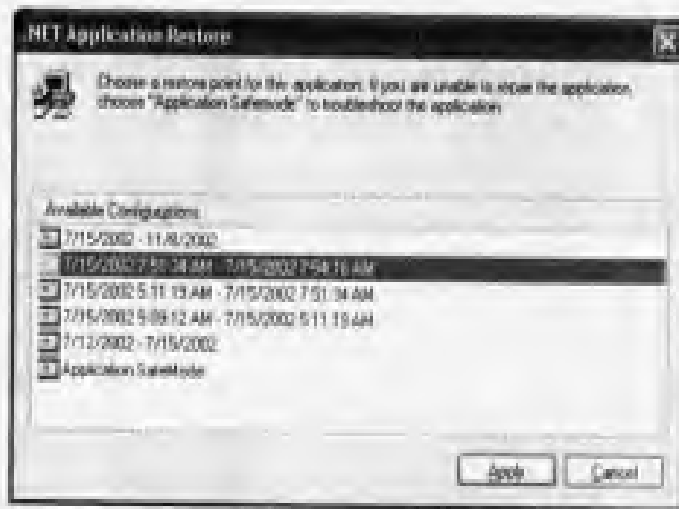 .NET Application Restore
Choose a restore point for this application. If you are unable to repair the application,
choose "Application Safemode" to troubleshoot the application
Available Configurations
7/15/2002 - 11/8/2002
7/15/2002 7:51:34 AM - 7/15/2002 7:54:18 AM
7/15/2002 5:11:19 AM - 7/15/2002 7:51:34 AM
7/15/2002 5:09:12 AM - 7/15/2002 5:11:19 AM
7/12/2002 - 7/15/2002
Application SafeMode
Apply
Cancel